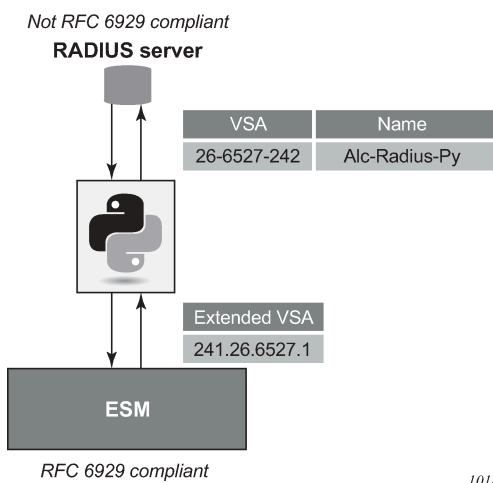 Not RFC 6929 compliant
RADIUS server
VSA Name
26-6527-242 Alc-Radius-Py
Extended VSA
241.26.6527.1
ESM
RFC 6929 compliant